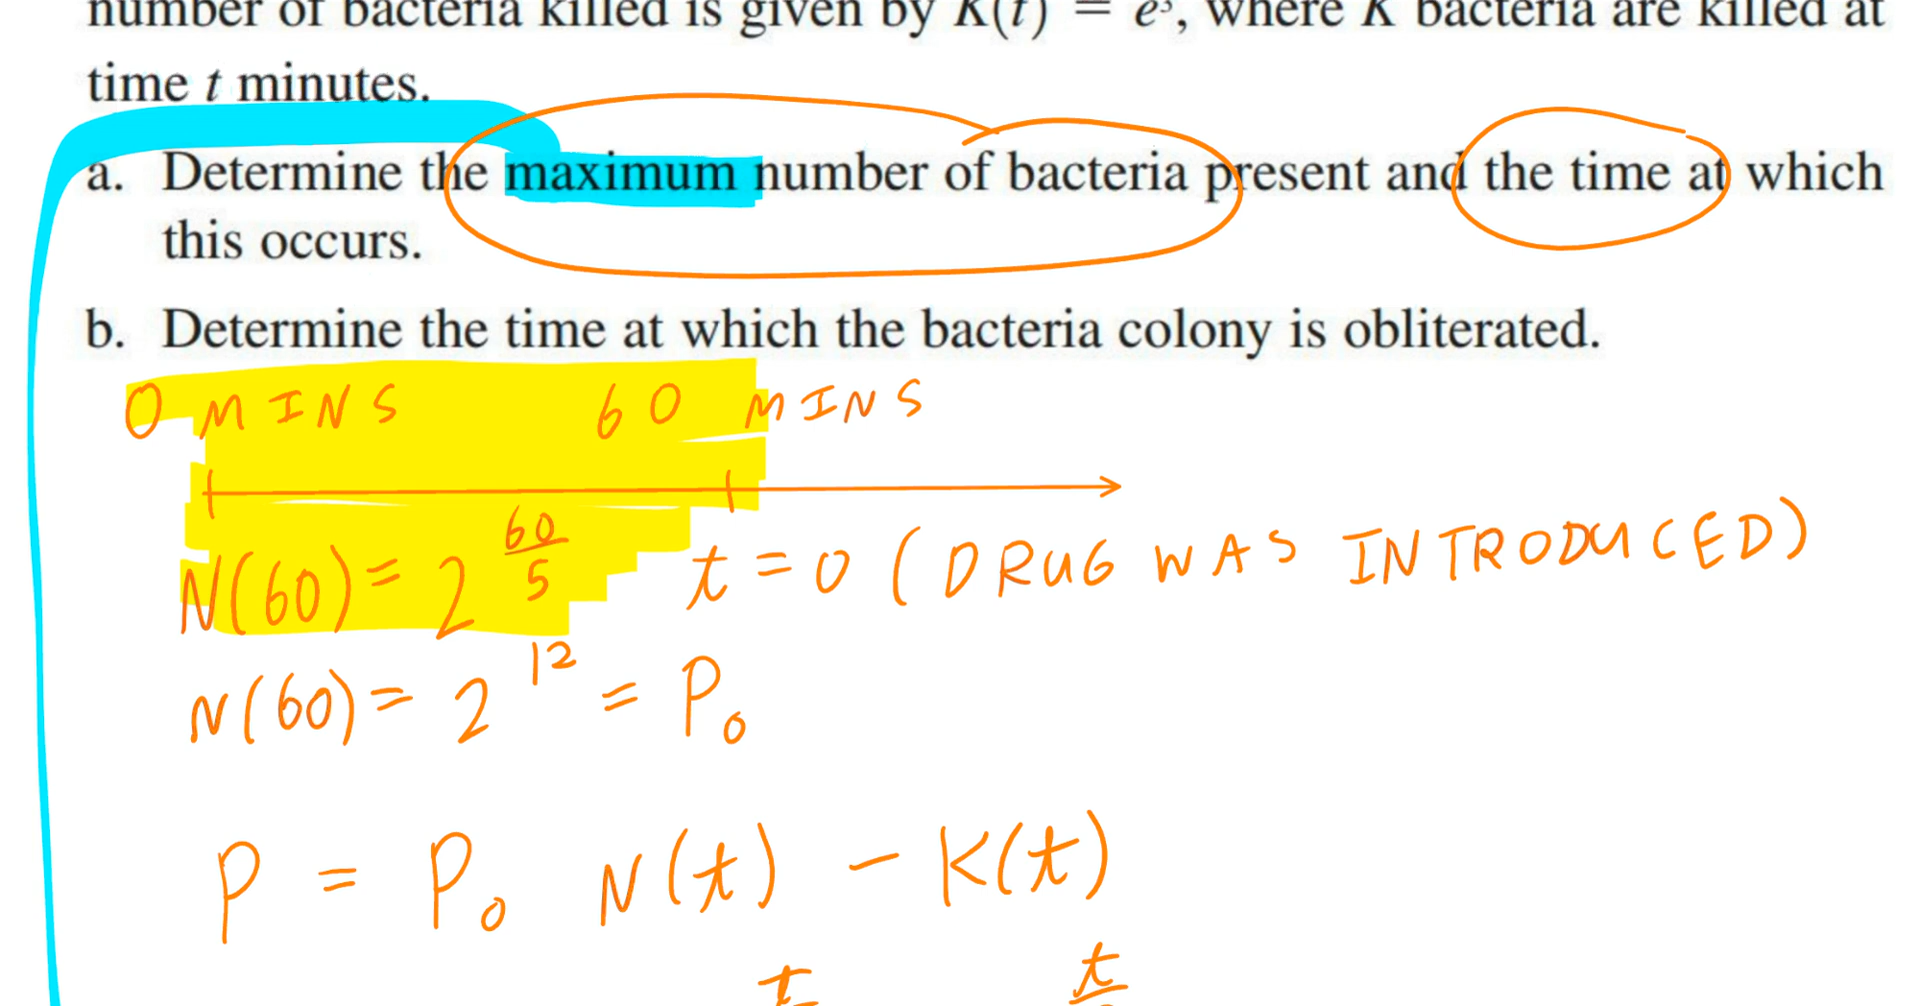 number of bacteria killed is given by K(t) = e^, where K bacteria are killed at
time t minutes.
a. Determine the maximum number of bacteria present and the time at which
this occurs.
b. Determine the time at which the bacteria colony is obliterated.
0 MINS 60 MINS
N(60) = 2^(60/5) t = 0 (DRUG WAS INTRODUCED)
N(60) = 2^12 = P₀
P = P₀ N(t) - K(t)
t t